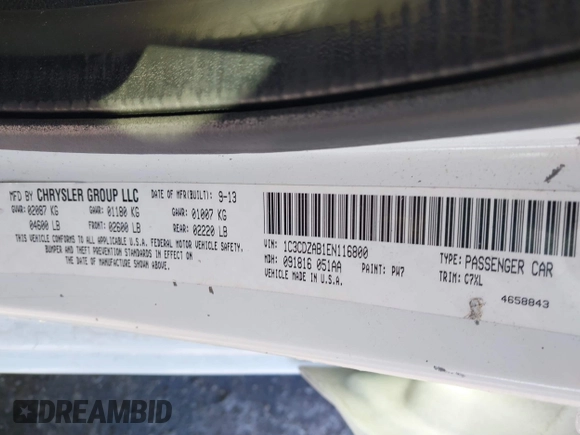 MFD BY CHRYSLER GROUP LLC DATE OF MFR(BUILT): 9-13
GVWR: 02087 KG GAWR: 01180 KG GAWR: 01007 KG
04600 LB FRONT: 02600 LB REAR: 02220 LB
THIS VEHICLE CONFORMS TO ALL APPLICABLE U.S.A. FEDERAL MOTOR VEHICLE SAFETY,
BUMPER AND THEFT PREVENTION STANDARDS IN EFFECT ON
THE DATE OF MANUFACTURE SHOWN ABOVE.
VIN: 1C3CDZAB1EN116800 TYPE: PASSENGER CAR
MDH: 091816 051AA PAINT: PW7 TRIM: C7XL
VEHICLE MADE IN U.S.A.
4658843
DREAMBID